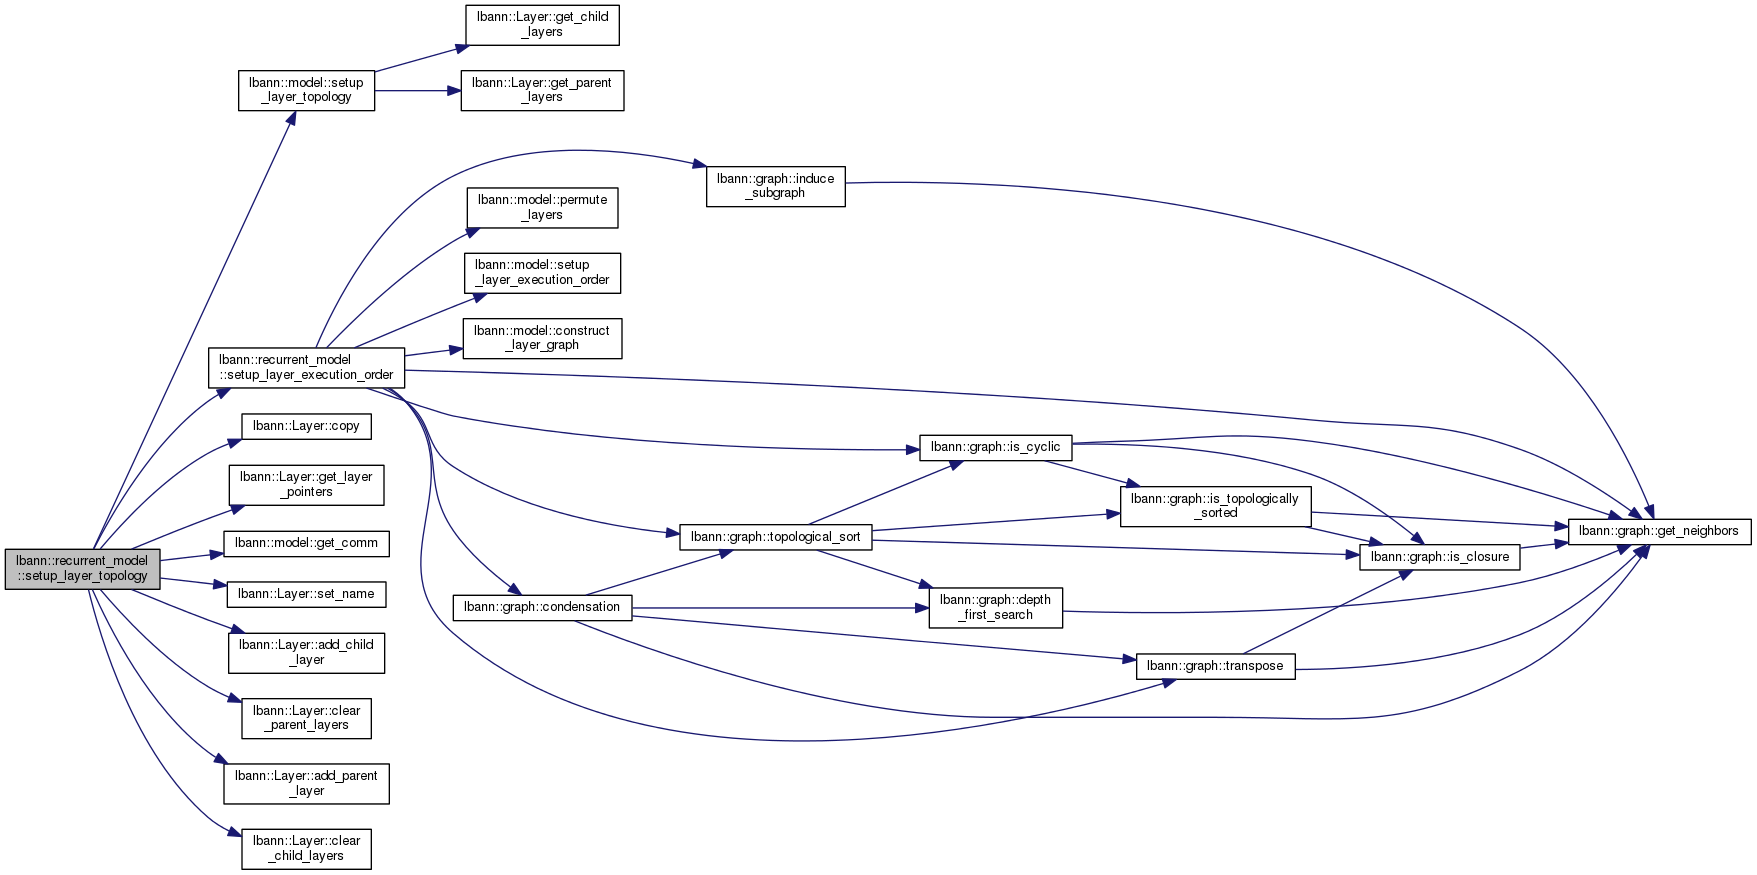 lbann::Layer::get_child
_layers
lbann::model::setup
_layer_topology
lbann::Layer::get_parent
_layers
lbann::graph::induce
_subgraph
lbann::model::permute
_layers
lbann::model::setup
_layer_execution_order
lbann::model::construct
_layer_graph
lbann::recurrent_model
::setup_layer_execution_order
lbann::Layer::copy
lbann::graph::is_cyclic
lbann::Layer::get_layer
_pointers
lbann::graph::is_topologically
_sorted
lbann::graph::get_neighbors
lbann::model::get_comm
lbann::graph::topological_sort
lbann::graph::is_closure
lbann::recurrent_model
::setup_layer_topology
lbann::Layer::set_name
lbann::graph::condensation
lbann::graph::depth
_first_search
lbann::Layer::add_child
_layer
lbann::graph::transpose
lbann::Layer::clear
_parent_layers
lbann::Layer::add_parent
_layer
lbann::Layer::clear
_child_layers